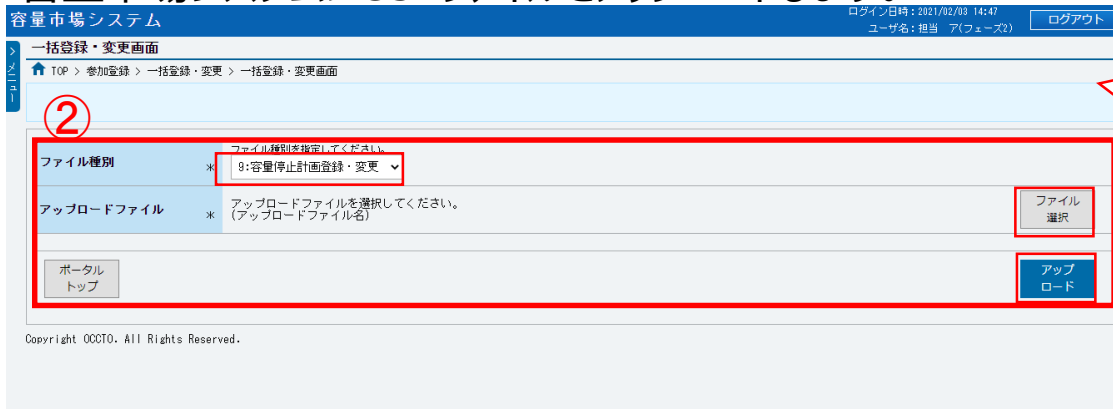 容量市場システム
ログイン日時：2021/02/03 14:47
ユーザ名：担当 ア(フェーズ2)
ログアウト
> メニュー
一括登録・変更画面
TOP > 参加登録 > 一括登録・変更 > 一括登録・変更画面
②
ファイル種別 *
ファイル種別を指定してください。
9:容量停止計画登録・変更
アップロードファイル *
アップロードファイルを選択してください。
(アップロードファイル名)
ファイル
選択
ポータル
トップ
アップ
ロード
Copyright OCCTO. All Rights Reserved.